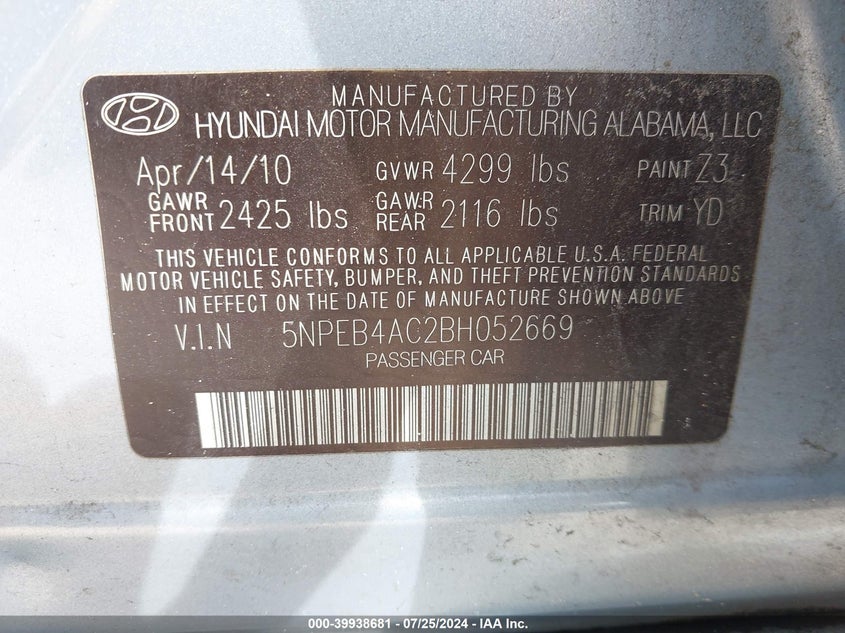 MANUFACTURED BY
HYUNDAI MOTOR MANUFACTURING ALABAMA, LLC
Apr/14/10 GVWR 4299 lbs PAINT Z3
GAWR FRONT 2425 lbs GAWR REAR 2116 lbs TRIM YD
THIS VEHICLE CONFORMS TO ALL APPLICABLE U.S.A. FEDERAL
MOTOR VEHICLE SAFETY, BUMPER, AND THEFT PREVENTION STANDARDS
IN EFFECT ON THE DATE OF MANUFACTURE SHOWN ABOVE
V.I.N 5NPEB4AC2BH052669
PASSENGER CAR
000-39938681 / 07/25/2024 - IAA Inc.